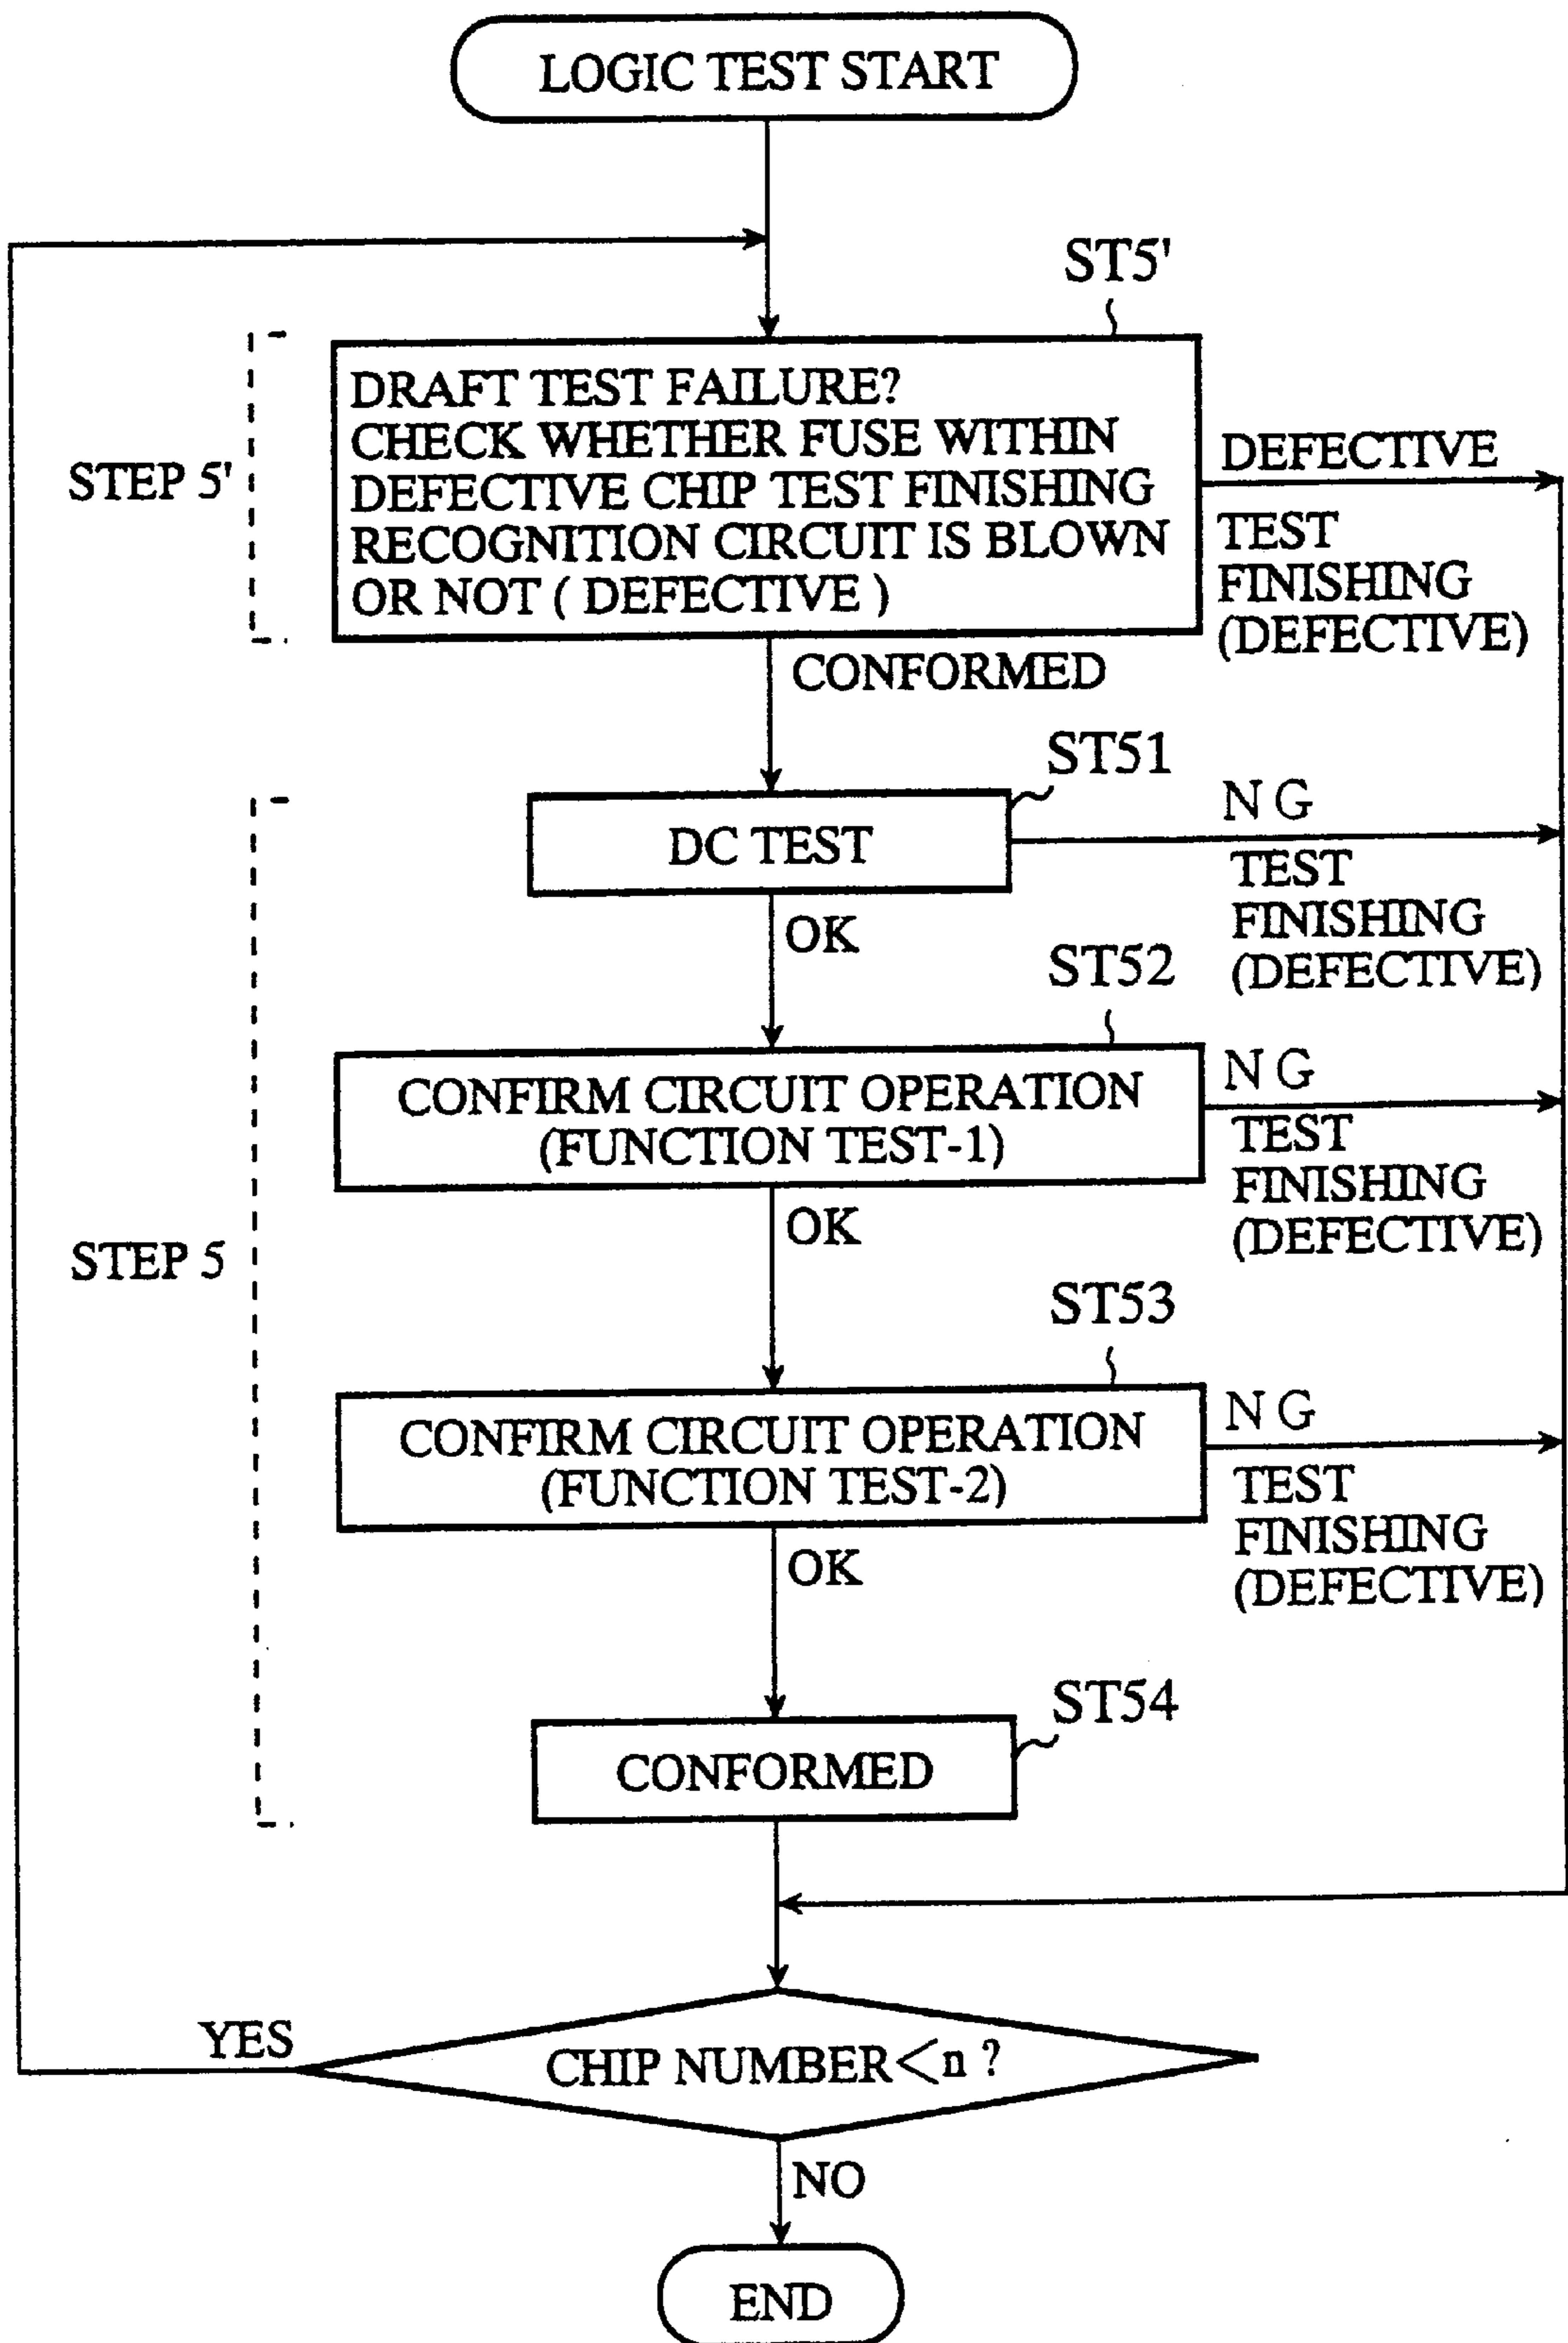 LOGIC TEST START
ST5'
STEP 5'
DRAFT TEST FAILURE?
CHECK WHETHER FUSE WITHIN
DEFECTIVE CHIP TEST FINISHING
RECOGNITION CIRCUIT IS BLOWN
OR NOT ( DEFECTIVE )
DEFECTIVE
TEST
FINISHING
(DEFECTIVE)
CONFORMED
ST51
DC TEST
N G
TEST
FINISHING
(DEFECTIVE)
OK
ST52
CONFIRM CIRCUIT OPERATION
(FUNCTION TEST-1)
N G
TEST
FINISHING
(DEFECTIVE)
OK
STEP 5
ST53
CONFIRM CIRCUIT OPERATION
(FUNCTION TEST-2)
N G
TEST
FINISHING
(DEFECTIVE)
OK
ST54
CONFORMED
YES
CHIP NUMBER<n ?
NO
END